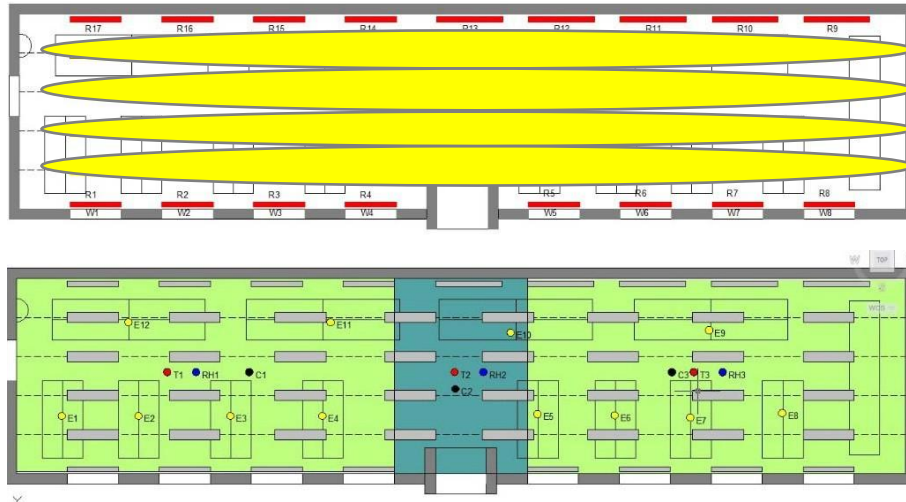 R17 R16 R15 R14 R13 R12 R11 R10 R9
R1 R2 R3 R4 R5 R6 R7 R8
W1 W2 W3 W4 W5 W6 W7 W8
W TOP
E12 E11 E10 E9
T1 RH1 C1 T2 RH2 C3 T3 RH3
C2
E1 E2 E3 E4 E5 E6 E7 E8